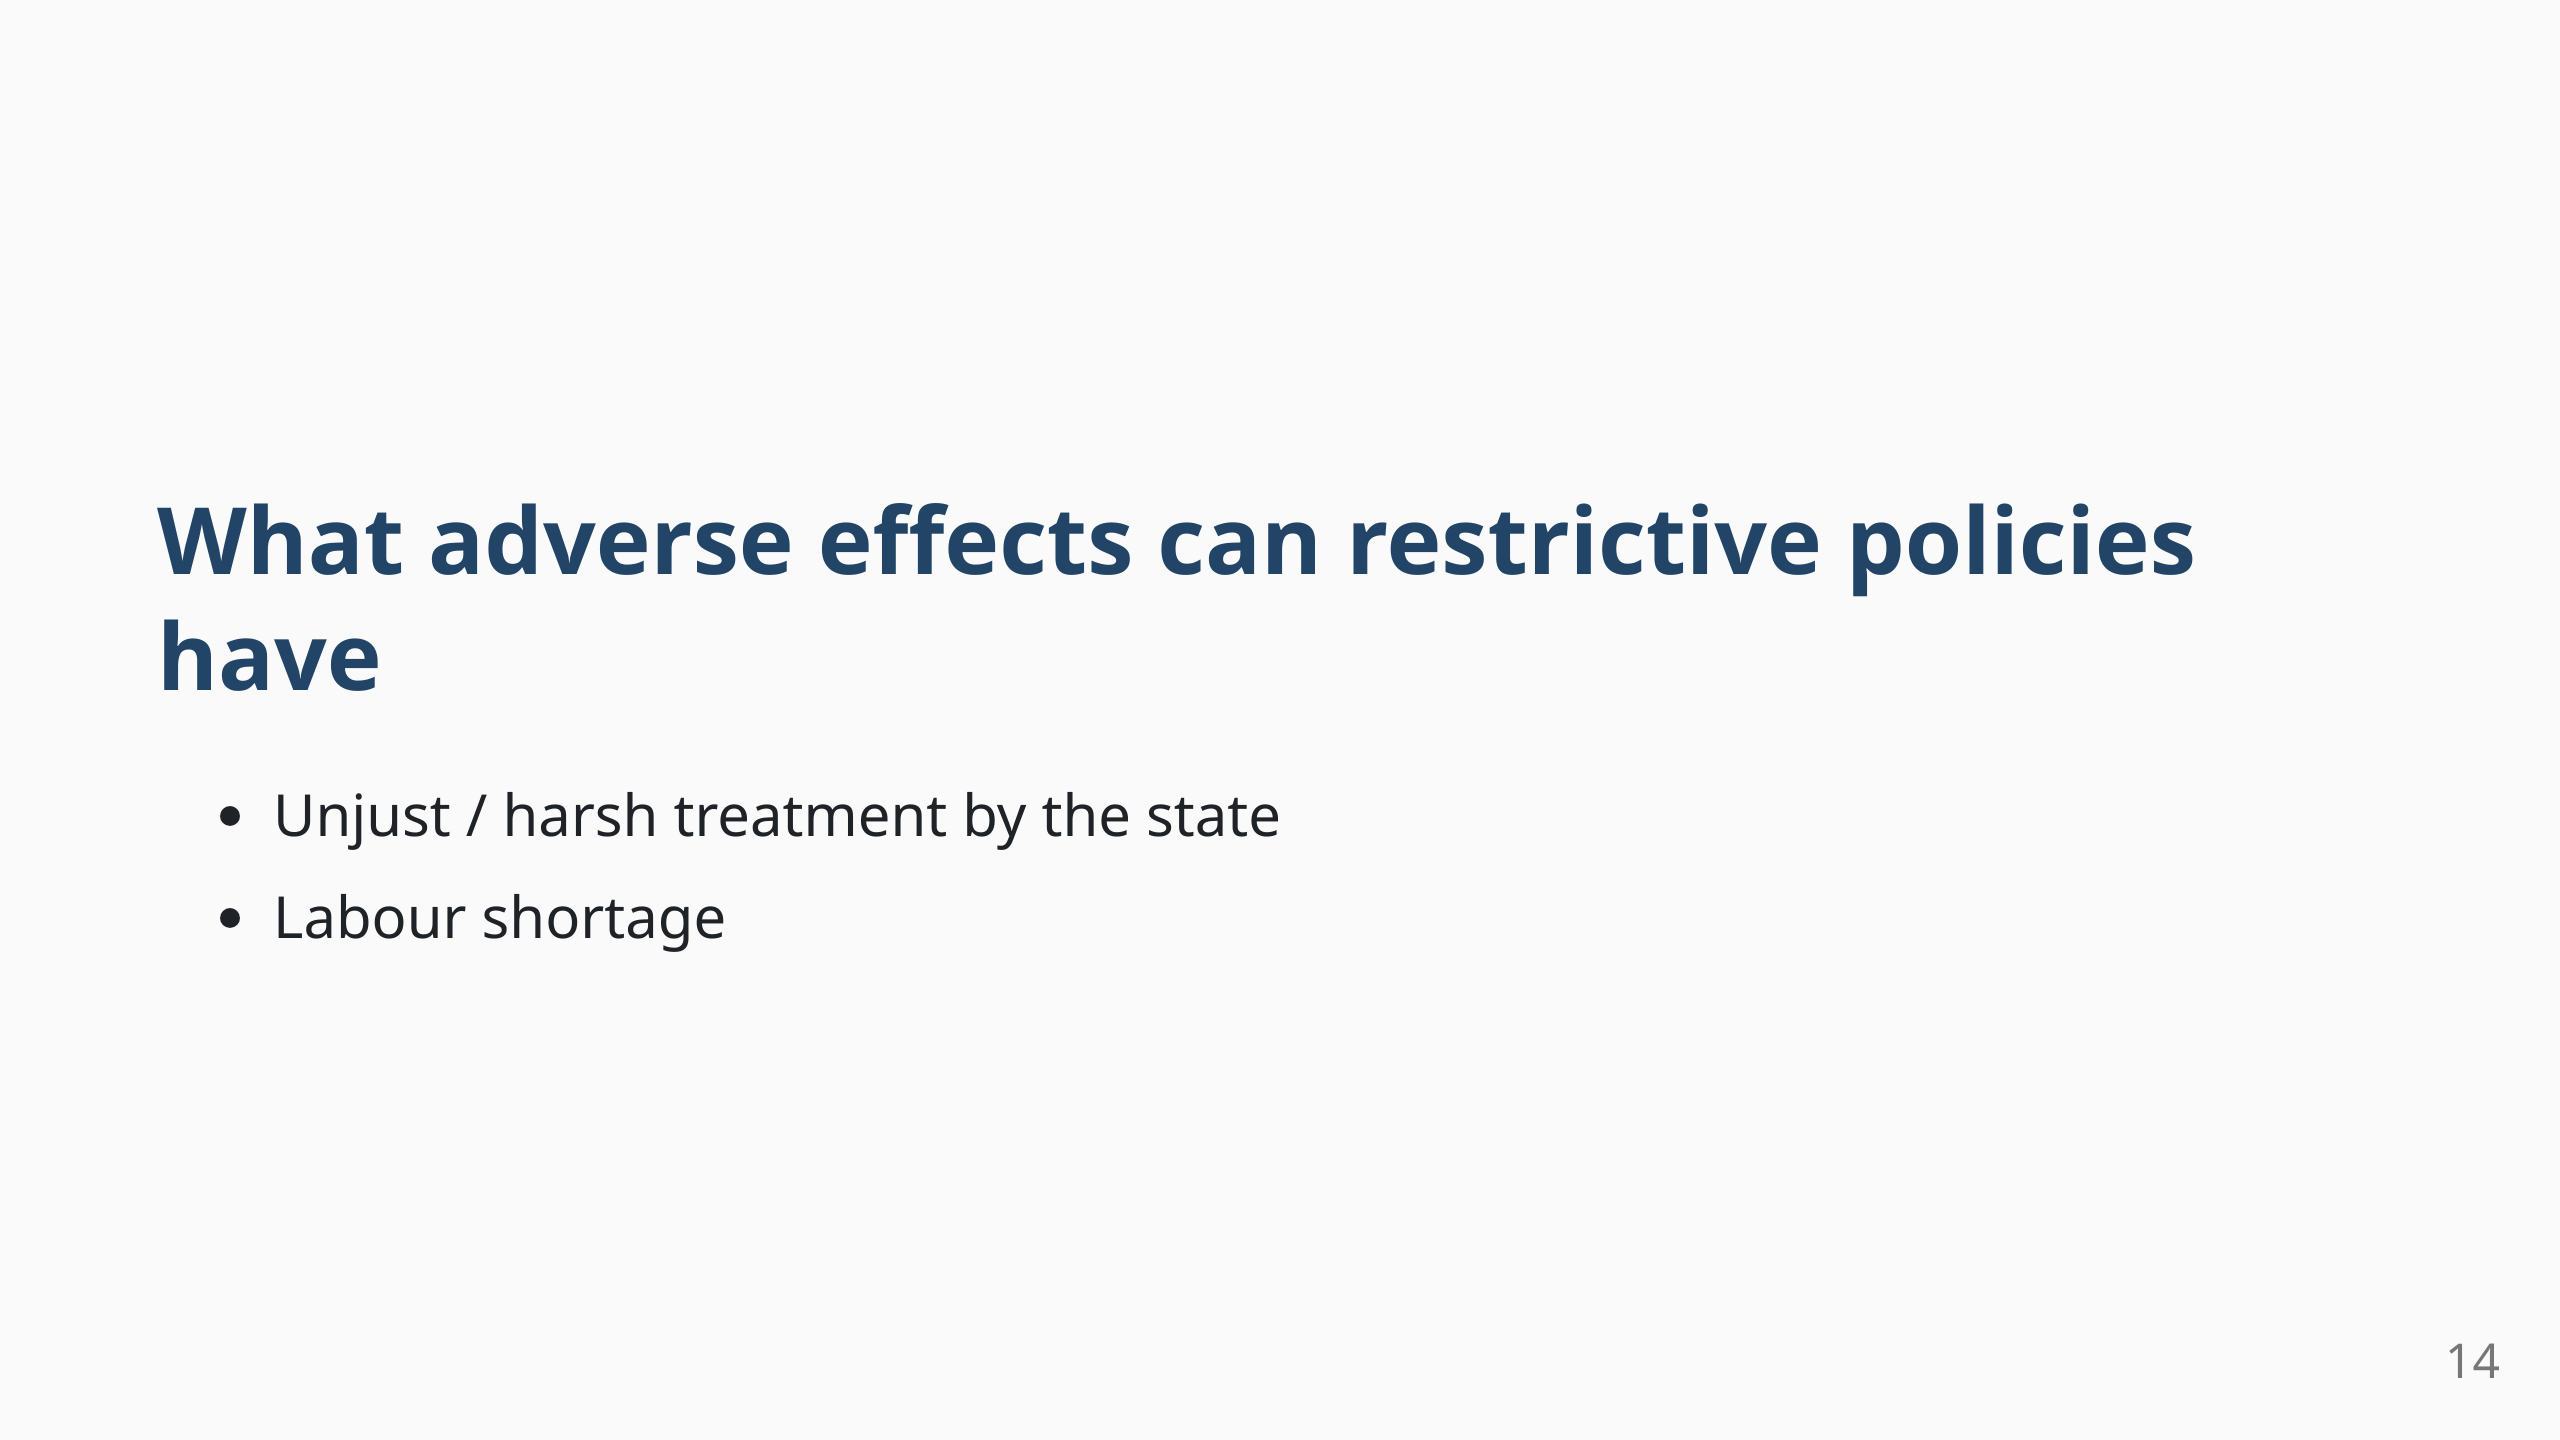 What adverse effects can restrictive policies
have
• Unjust / harsh treatment by the state
• Labour shortage
14